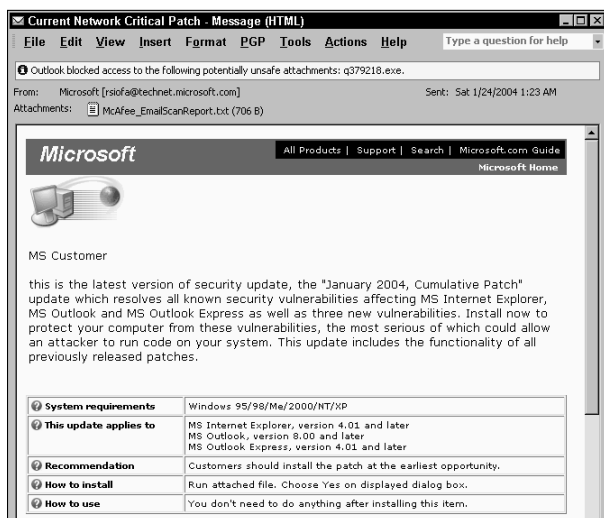 Current Network Critical Patch - Message (HTML)
File Edit View Insert Format PGP Tools Actions Help Type a question for help
Outlook blocked access to the following potentially unsafe attachments: q379218.exe.
From: Microsoft [rsiofa@technet.microsoft.com] Sent: Sat 1/24/2004 1:23 AM
Attachments: McAfee_EmailScanReport.txt (706 B)
Microsoft All Products | Support | Search | Microsoft.com Guide
Microsoft Home
MS Customer
this is the latest version of security update, the "January 2004, Cumulative Patch"
update which resolves all known security vulnerabilities affecting MS Internet Explorer,
MS Outlook and MS Outlook Express as well as three new vulnerabilities. Install now to
protect your computer from these vulnerabilities, the most serious of which could allow
an attacker to run code on your system. This update includes the functionality of all
previously released patches.
System requirements Windows 95/98/Me/2000/NT/XP
This update applies to MS Internet Explorer, version 4.01 and later
MS Outlook, version 8.00 and later
MS Outlook Express, version 4.01 and later
Recommendation Customers should install the patch at the earliest opportunity.
How to install Run attached file. Choose Yes on displayed dialog box.
How to use You don't need to do anything after installing this item.